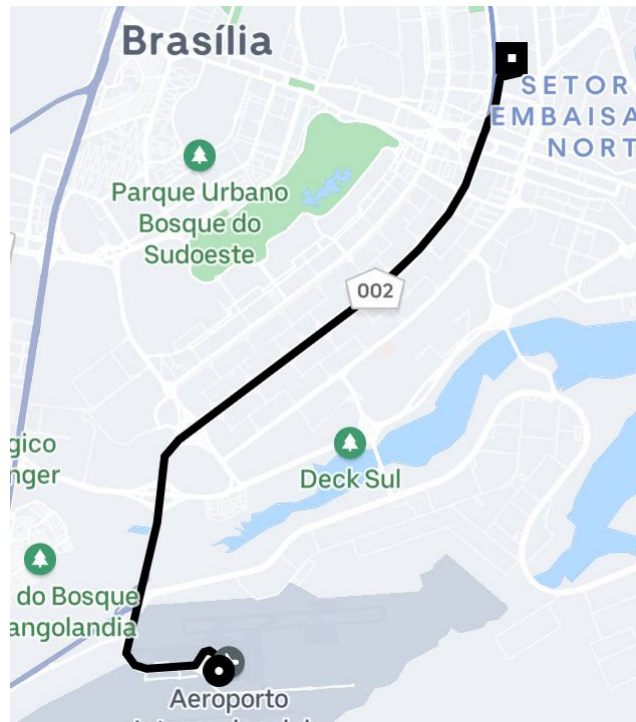 Brasília
SETOR
EMBAISA
NORT
Parque Urbano
Bosque do
Sudoeste
002
gico
nger
Deck Sul
do Bosque
angolandia
Aeroporto